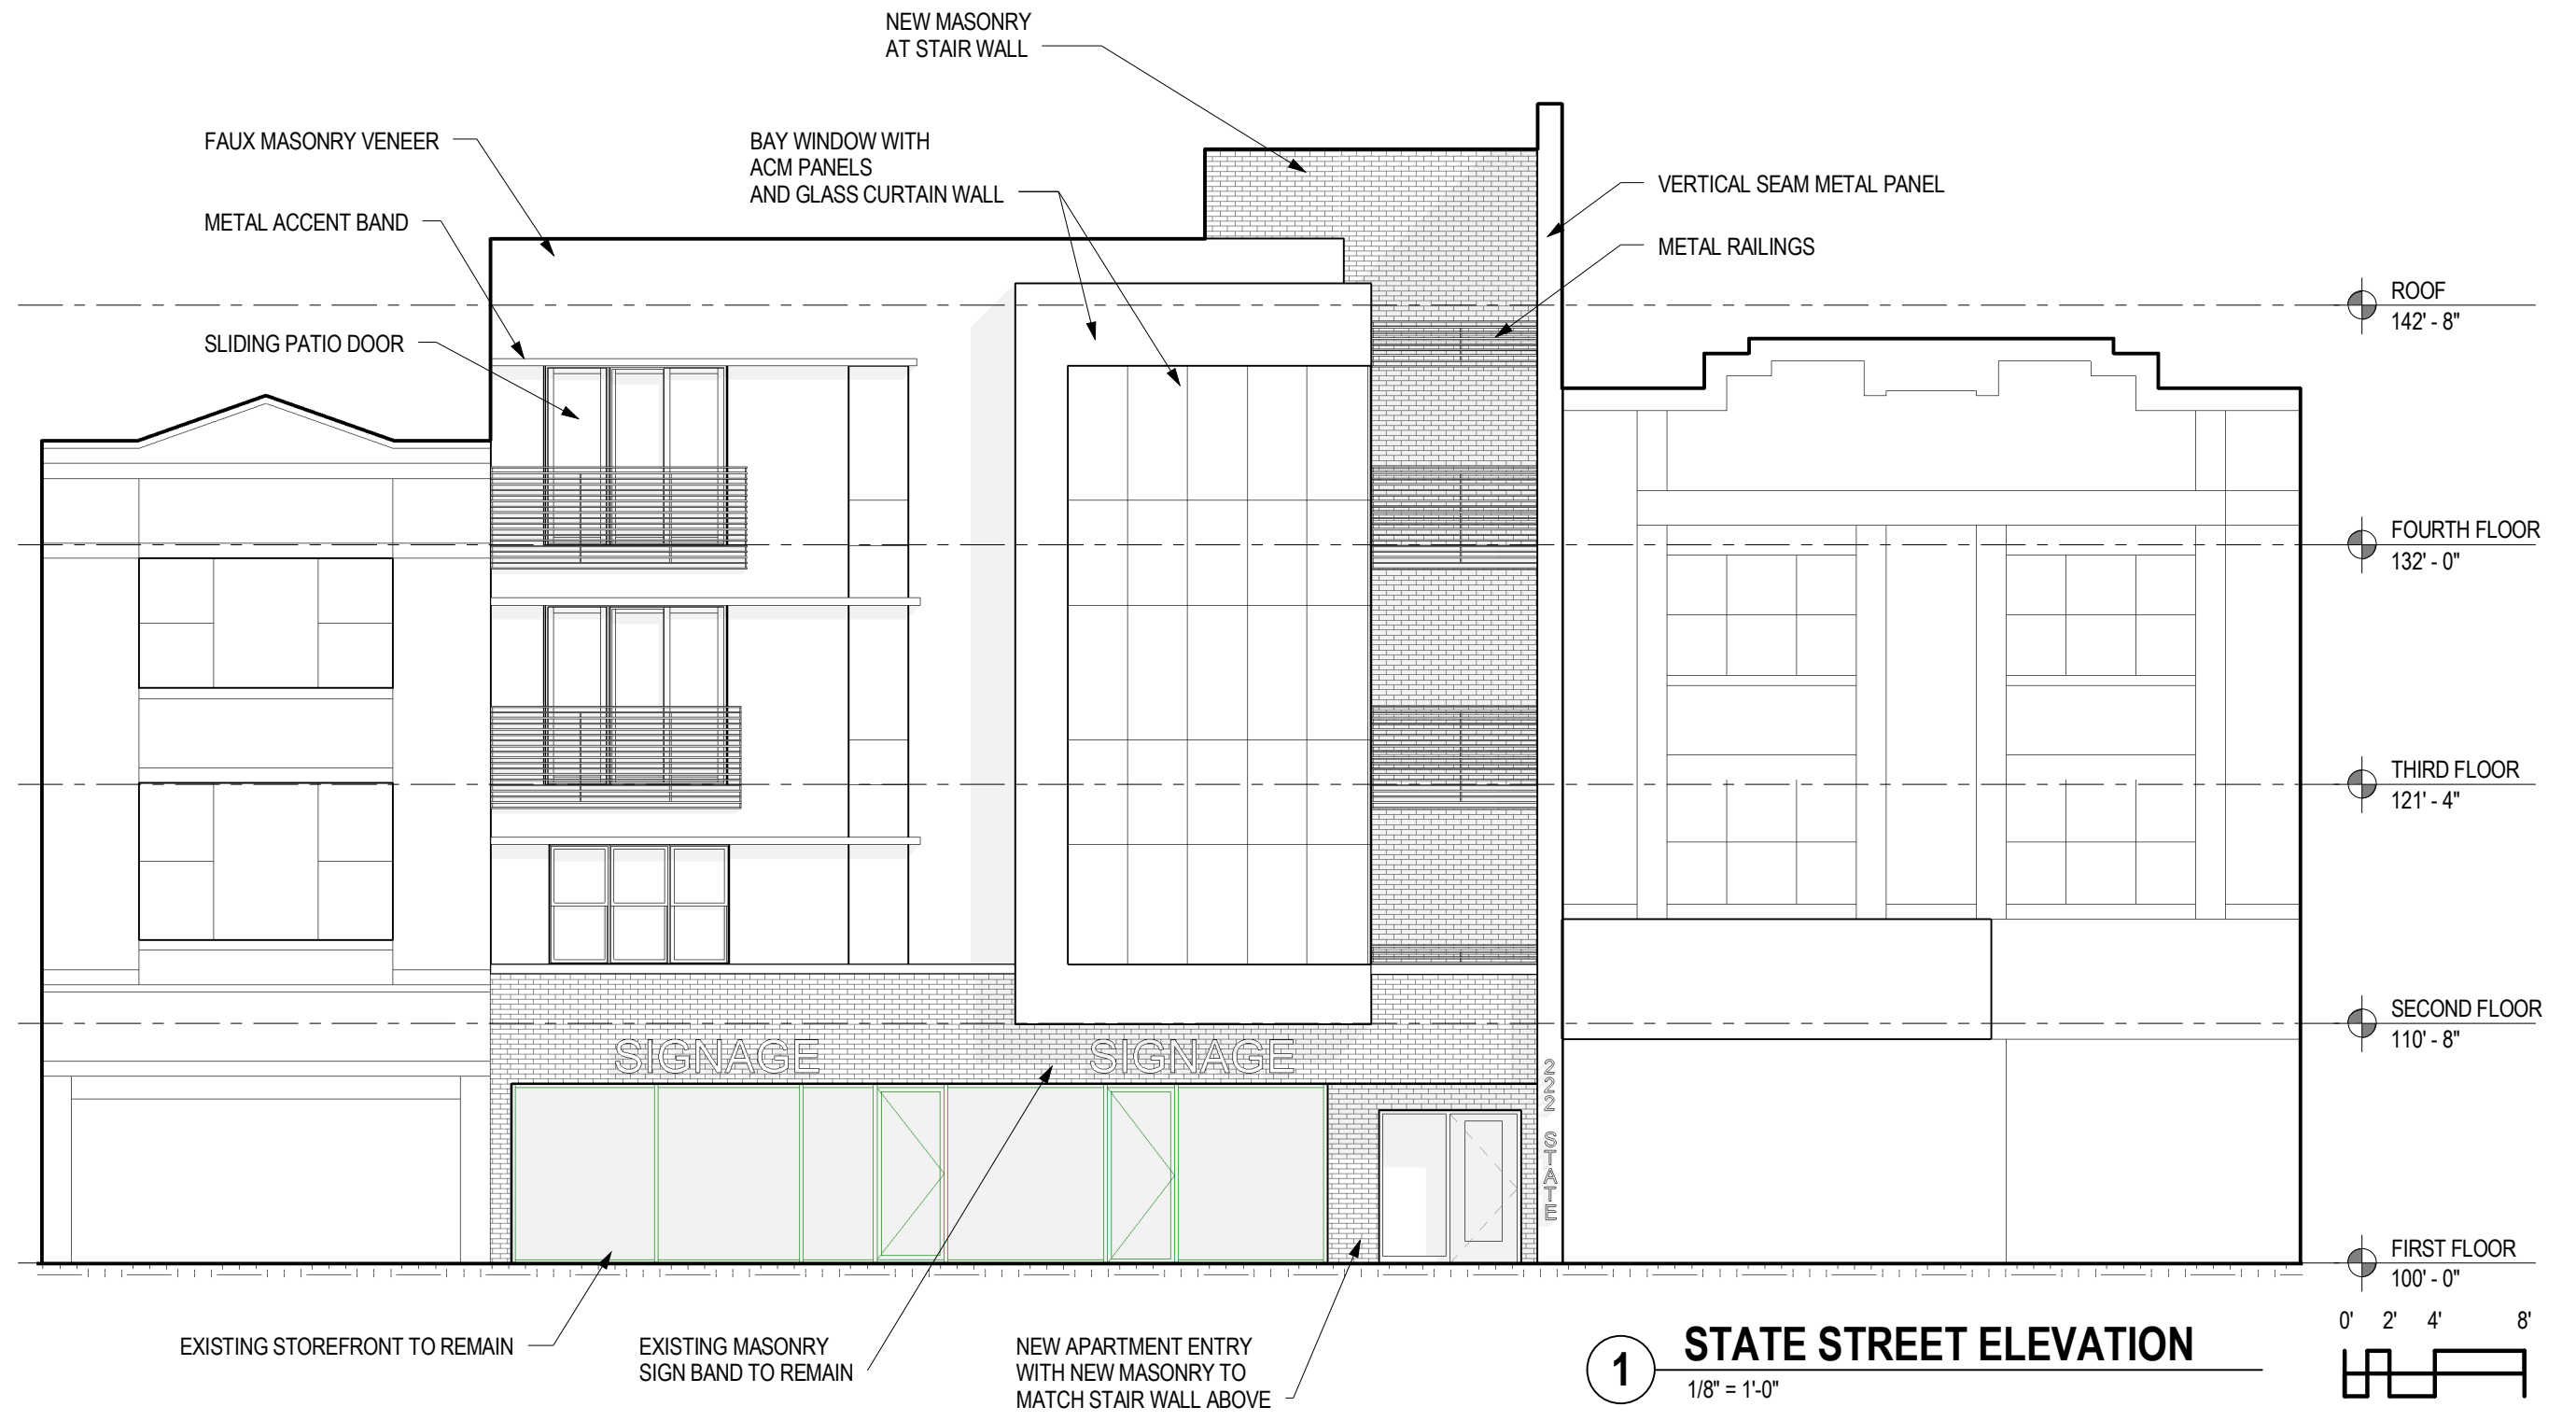 NEW MASONRY
AT STAIR WALL
FAUX MASONRY VENEER
BAY WINDOW WITH
ACM PANELS
AND GLASS CURTAIN WALL
VERTICAL SEAM METAL PANEL
METAL ACCENT BAND
METAL RAILINGS
SLIDING PATIO DOOR
ROOF
142' - 8"
FOURTH FLOOR
132' - 0"
THIRD FLOOR
121' - 4"
SECOND FLOOR
110' - 8"
SIGNAGE
SIGNAGE
222 STATE
FIRST FLOOR
100' - 0"
EXISTING STOREFRONT TO REMAIN
EXISTING MASONRY
SIGN BAND TO REMAIN
NEW APARTMENT ENTRY
WITH NEW MASONRY TO
MATCH STAIR WALL ABOVE
1
STATE STREET ELEVATION
1/8" = 1'-0"
0' 2' 4' 8'